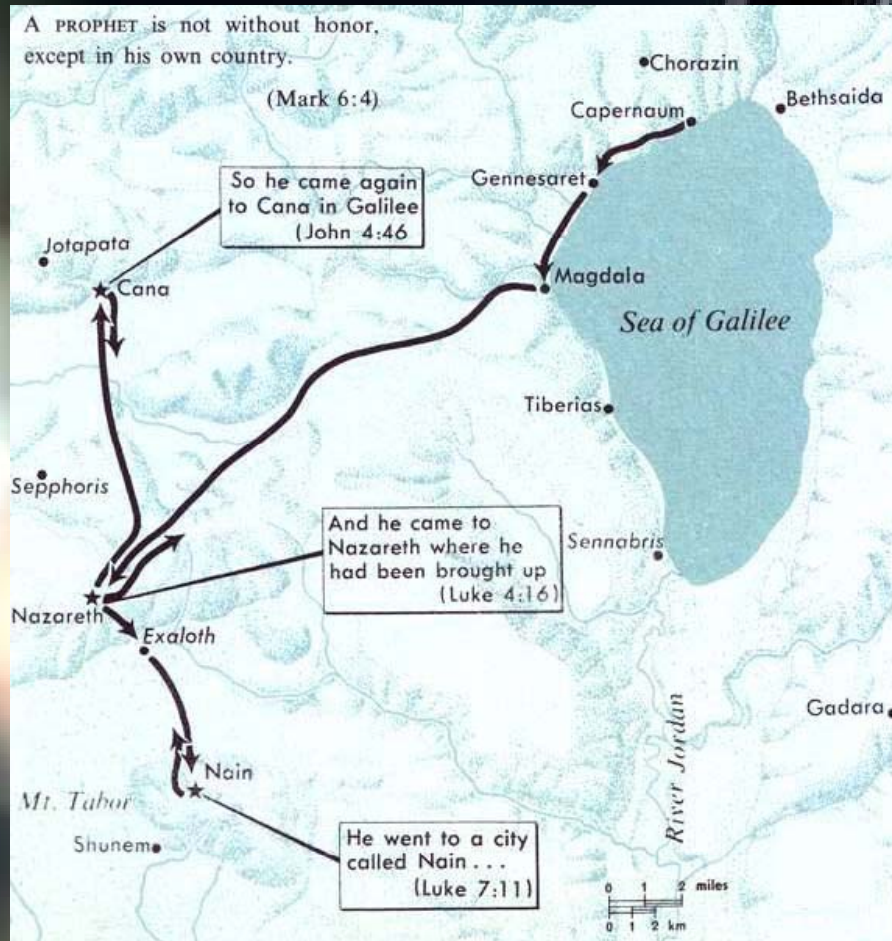 A PROPHET is not without honor,
except in his own country.
(Mark 6:4)
Chorazin
Bethsaida
Capernaum
Gennesaret
So he came again
to Cana in Galilee
(John 4:46
Jotapata
Cana
Magdala
Sea of Galilee
Tiberias
Sepphoris
And he came to
Nazareth where he
had been brought up
(Luke 4:16)
Sennabris
Nazareth
Exaloth
Gadara
River Jordan
Nain
Mt. Tabor
Shunem
He went to a city
called Nain . . .
(Luke 7:11)
0 1 2 miles
0 1 2 km